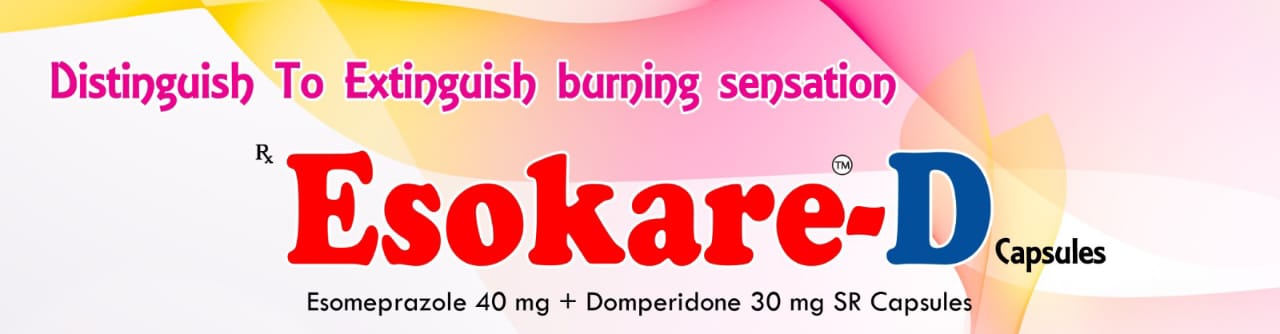 Distinguish To Extinguish burning sensation
Rx Esokare-D™ Capsules
Esomeprazole 40 mg + Domperidone 30 mg SR Capsules